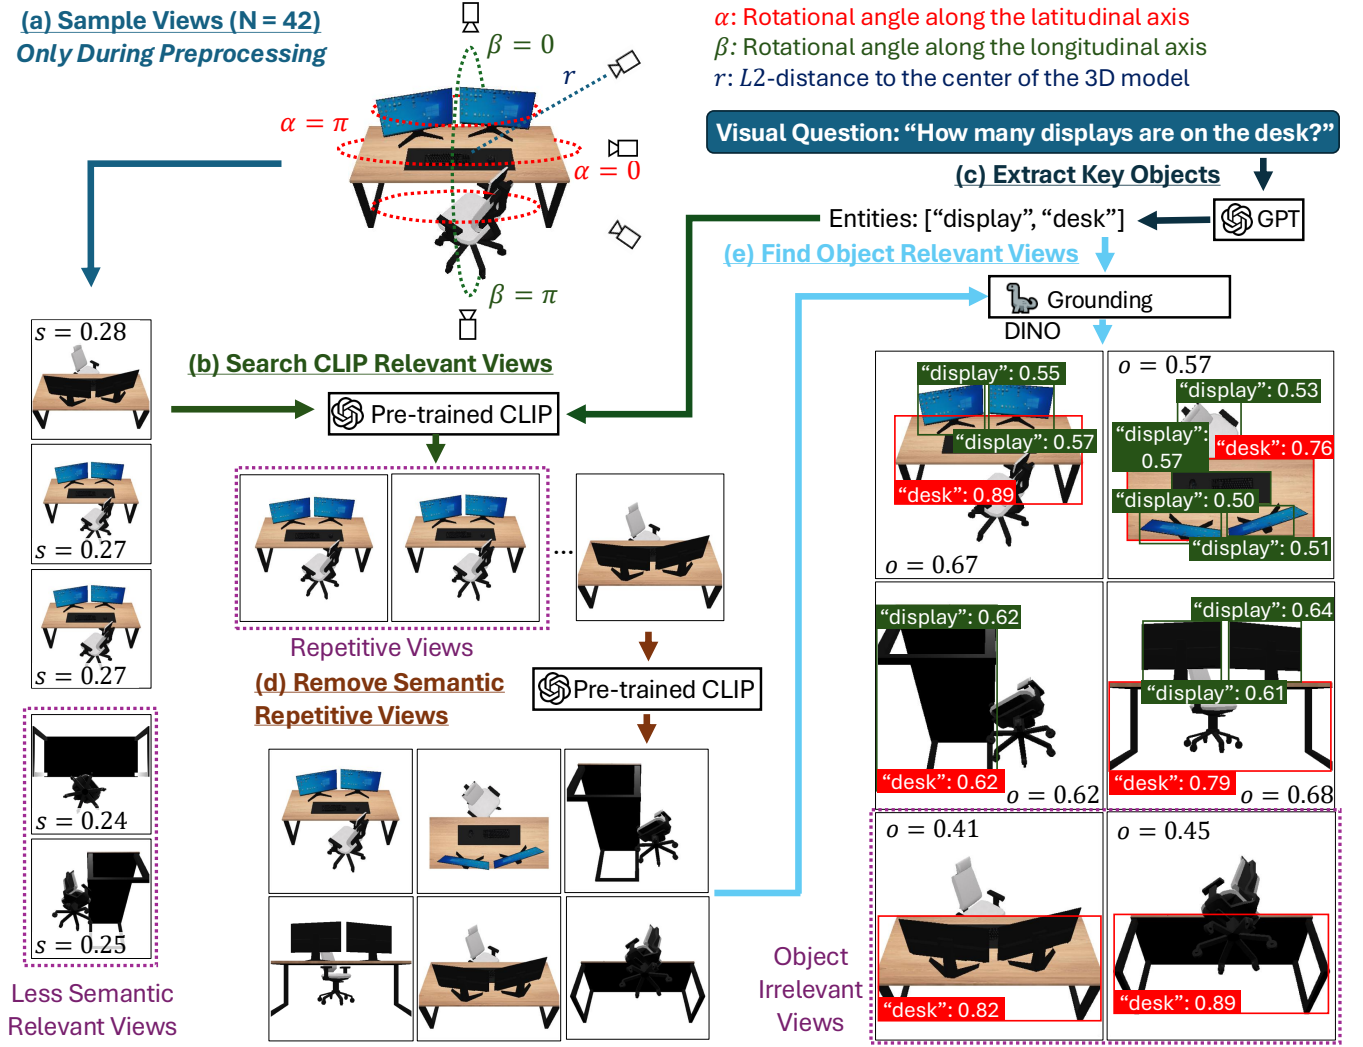 (a) Sample Views (N = 42)
Only During Preprocessing
β = 0
r
α = π
α = 0
β = π
α: Rotational angle along the latitudinal axis
β: Rotational angle along the longitudinal axis
r: L2-distance to the center of the 3D model
Visual Question: “How many displays are on the desk?”
(c) Extract Key Objects
GPT
Entities: [“display”, “desk”]
(e) Find Object Relevant Views
Grounding
DINO
s = 0.28
s = 0.27
s = 0.27
s = 0.24
s = 0.25
Less Semantic
Relevant Views
(b) Search CLIP Relevant Views
Pre-trained CLIP
...
Repetitive Views
(d) Remove Semantic
Repetitive Views
Pre-trained CLIP
“display”: 0.55
“display”: 0.57
“desk”: 0.89
o = 0.67
o = 0.57
“display”: 0.53
“display”:
0.57
“desk”: 0.76
“display”: 0.50
“display”: 0.51
“display”: 0.62
“desk”: 0.62
o = 0.62
“display”: 0.64
“display”: 0.61
“desk”: 0.79
o = 0.68
o = 0.41
“desk”: 0.82
o = 0.45
“desk”: 0.89
Object
Irrelevant
Views